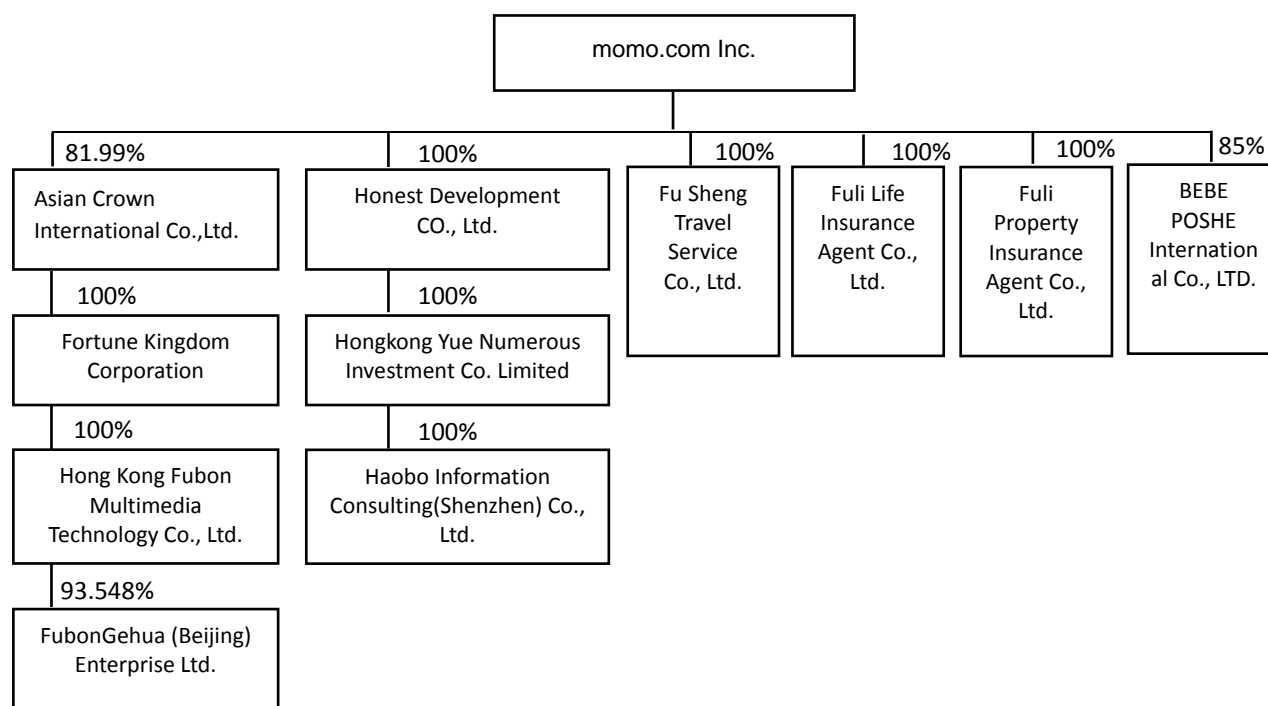 momo.com Inc.
81.99%
100%
100%
100%
100%
85%
Asian Crown
International Co.,Ltd.
Honest Development
CO., Ltd.
Fu Sheng
Travel
Service
Co., Ltd.
Fuli Life
Insurance
Agent Co.,
Ltd.
Fuli
Property
Insurance
Agent Co.,
Ltd.
BEBE
POSHE
Internation
al Co., LTD.
100%
100%
Fortune Kingdom
Corporation
Hongkong Yue Numerous
Investment Co. Limited
100%
100%
Hong Kong Fubon
Multimedia
Technology Co., Ltd.
Haobo Information
Consulting(Shenzhen) Co.,
Ltd.
93.548%
FubonGehua (Beijing)
Enterprise Ltd.